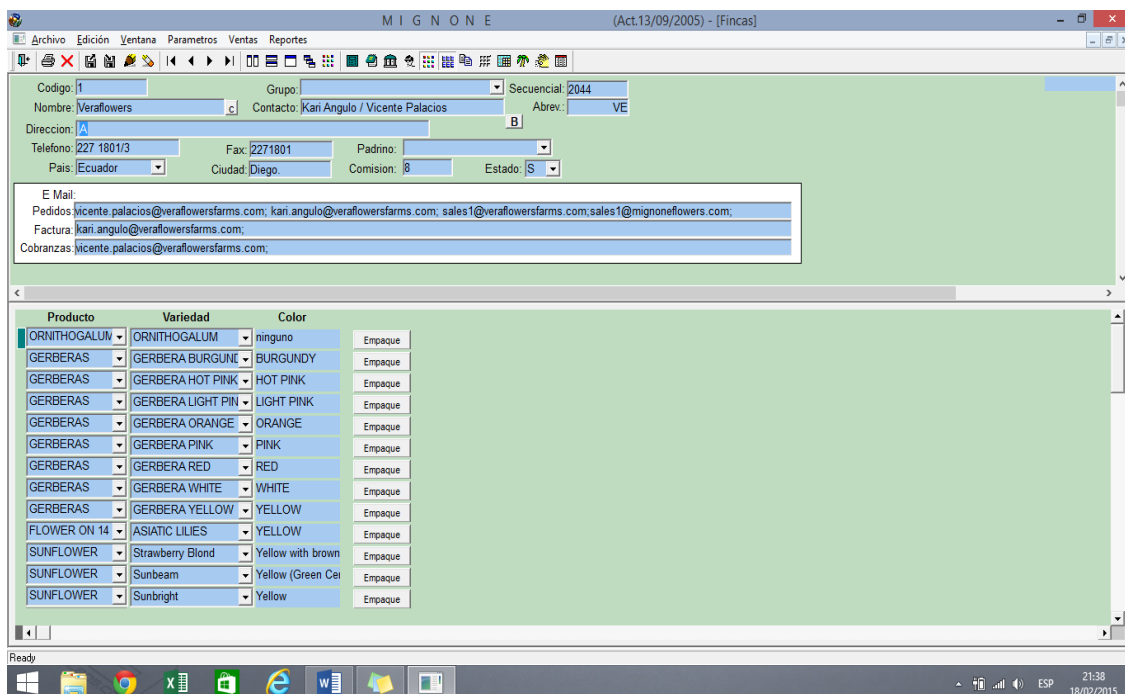 M I G N O N E (Act.13/09/2005) - [Fincas]
Archivo Edición Ventana Parametros Ventas Reportes
Codigo: 1 Grupo: Secuencial: 2044
Nombre: Veraflowers c Contacto: Kari Angulo / Vicente Palacios Abrev.: VE
Direccion: A B
Telefono: 227 1801/3 Fax: 2271801 Padrino:
Pais: Ecuador Ciudad: Diego. Comision: 8 Estado: S
E Mail:
Pedidos: vicente.palacios@veraflowersfarms.com; kari.angulo@veraflowersfarms.com; sales1@veraflowersfarms.com;sales1@mignoneflowers.com;
Factura: kari.angulo@veraflowersfarms.com;
Cobranzas: vicente.palacios@veraflowersfarms.com;
Producto Variedad Color
ORNITHOGALUM ORNITHOGALUM ninguno Empaque
GERBERAS GERBERA BURGUND BURGUNDY Empaque
GERBERAS GERBERA HOT PINK HOT PINK Empaque
GERBERAS GERBERA LIGHT PIN LIGHT PINK Empaque
GERBERAS GERBERA ORANGE ORANGE Empaque
GERBERAS GERBERA PINK PINK Empaque
GERBERAS GERBERA RED RED Empaque
GERBERAS GERBERA WHITE WHITE Empaque
GERBERAS GERBERA YELLOW YELLOW Empaque
FLOWER ON 14 ASIATIC LILIES YELLOW Empaque
SUNFLOWER Strawberry Blond Yellow with brown Empaque
SUNFLOWER Sunbeam Yellow (Green Cer Empaque
SUNFLOWER Sunbright Yellow Empaque
Ready
ESP 21:38
18/02/2015